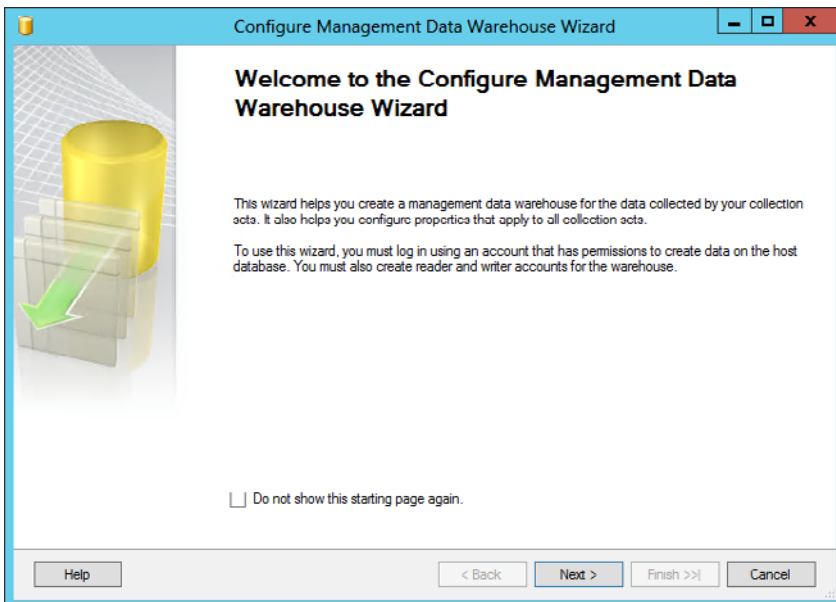 Configure Management Data Warehouse Wizard
Welcome to the Configure Management Data
Warehouse Wizard
This wizard helps you create a management data warehouse for the data collected by your collection
sets. It also helps you configure properties that apply to all collection sets.
To use this wizard, you must log in using an account that has permissions to create data on the host
database. You must also create reader and writer accounts for the warehouse.
Do not show this starting page again.
Help
< Back
Next >
Finish >>|
Cancel